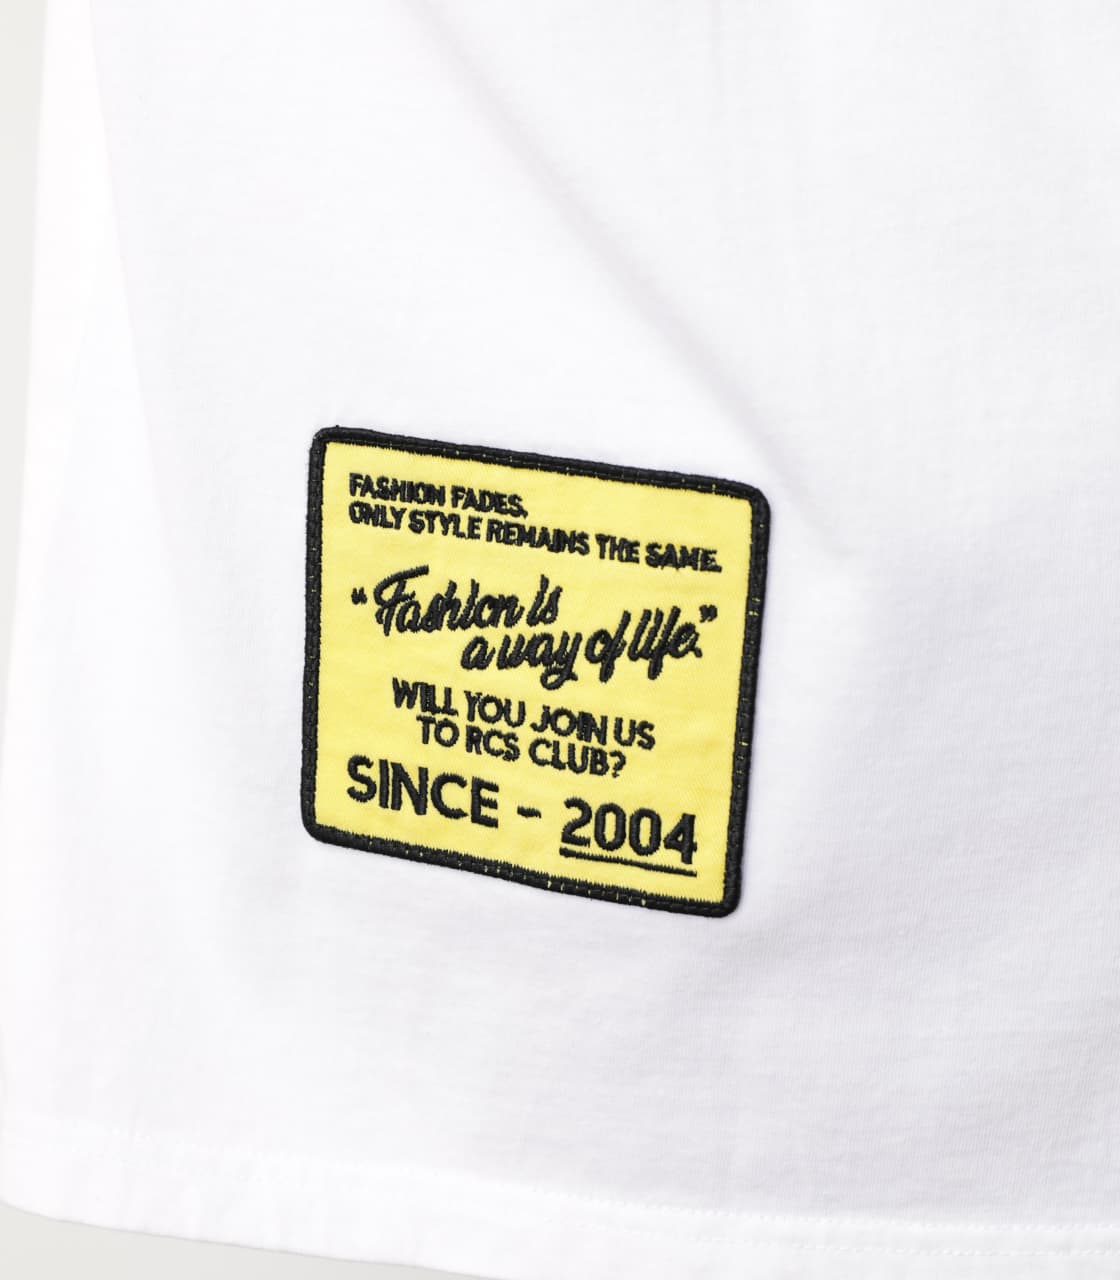 FASHION FADES,
ONLY STYLE REMAINS THE SAME.
“Fashion is
a way of life.”
WILL YOU JOIN US
TO RCS CLUB?
SINCE - 2004